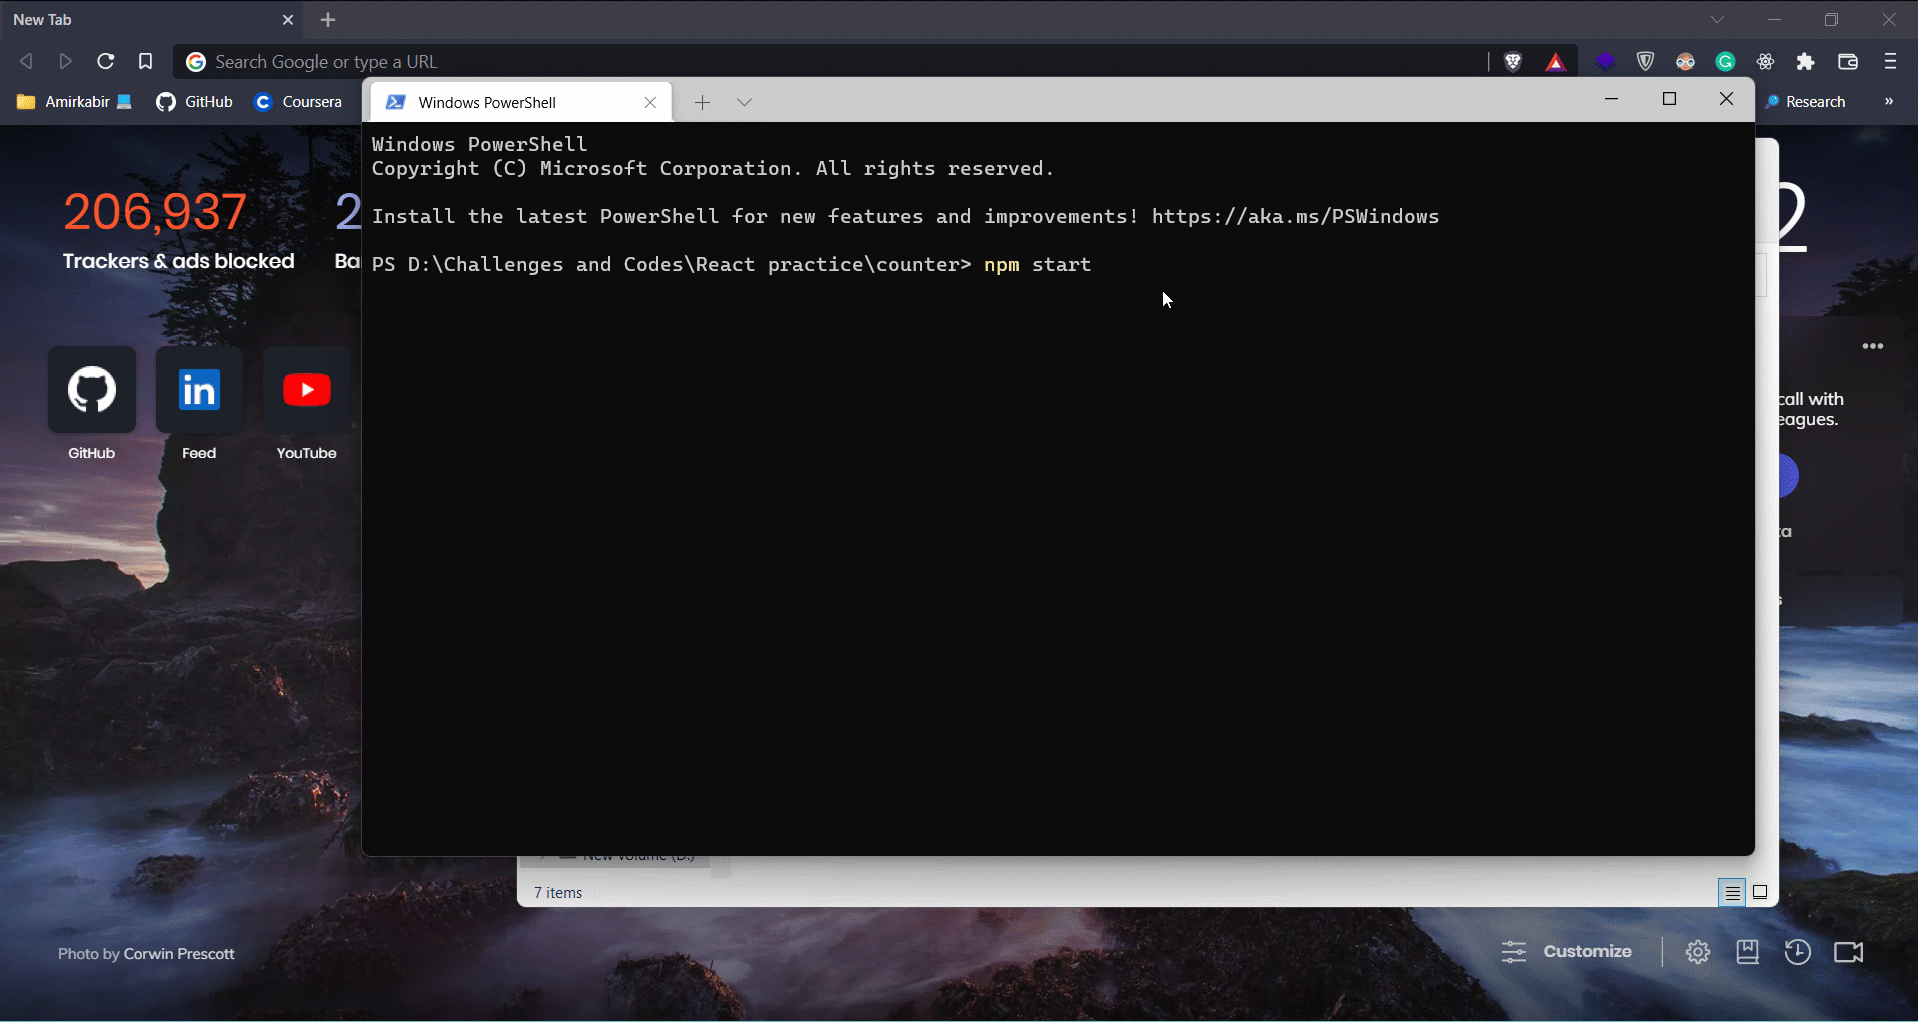 New Tab
Search Google or type a URL
Amirkabir
GitHub
Coursera
Research
»
Windows PowerShell
Windows PowerShell
Copyright (C) Microsoft Corporation. All rights reserved.
Install the latest PowerShell for new features and improvements! https://aka.ms/PSWindows
PS D:\Challenges and Codes\React practice\counter> npm start
206,937
Trackers & ads blocked
2
Ba
2
GitHub
Feed
YouTube
call with
eagues.
ta
s
New Volume (D:)
7 items
Photo by Corwin Prescott
Customize